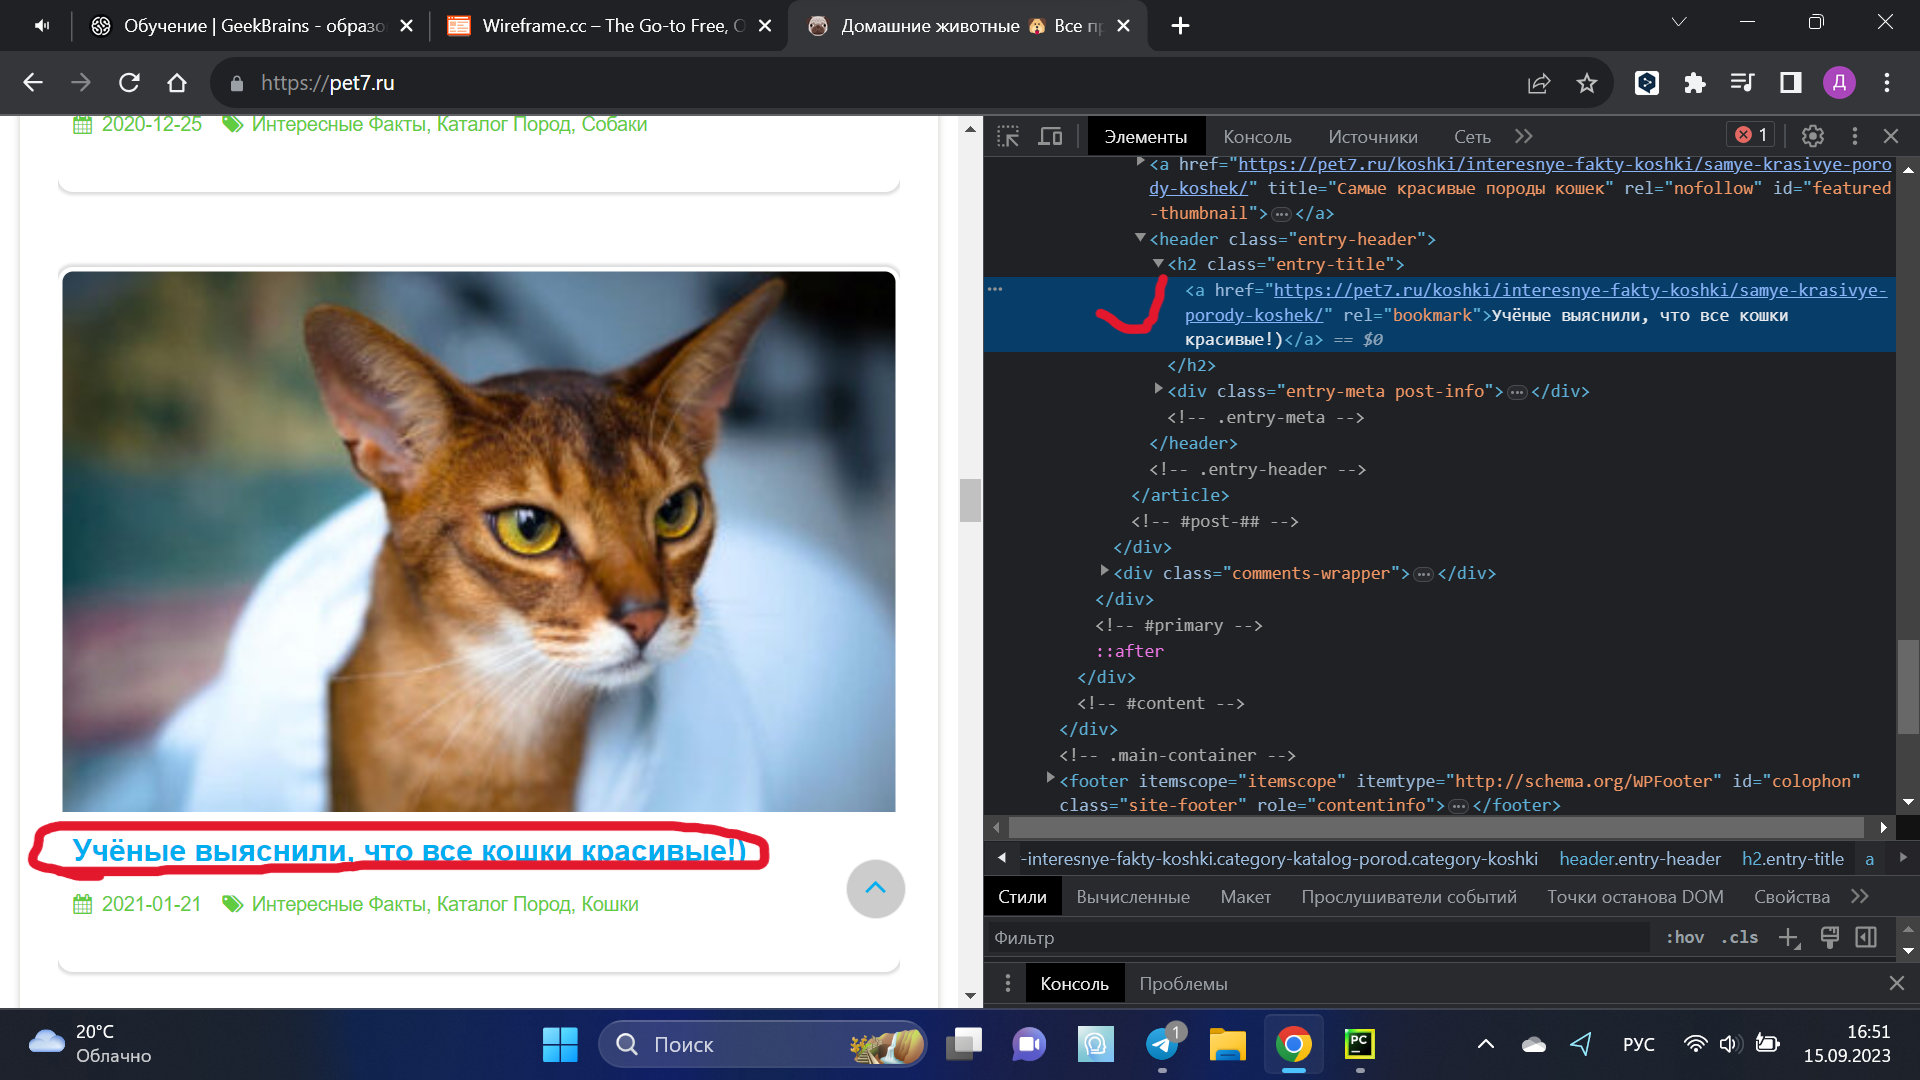 Обучение | GeekBrains - образо
Wireframe.cc – The Go-to Free, O
Домашние животные 🐶 Все пр
https://pet7.ru
Д
2020-12-25 Интересные Факты, Каталог Пород, Собаки
Учёные выяснили, что все кошки красивые!)
2021-01-21 Интересные Факты, Каталог Пород, Кошки
Элементы Консоль Источники Сеть 1
<a href="https://pet7.ru/koshki/interesnye-fakty-koshki/samye-krasivye-poro
dy-koshek/" title="Самые красивые породы кошек" rel="nofollow" id="featured
-thumbnail">…</a>
<header class="entry-header">
<h2 class="entry-title">
<a href="https://pet7.ru/koshki/interesnye-fakty-koshki/samye-krasivye-
porody-koshek/" rel="bookmark">Учёные выяснили, что все кошки
красивые!)</a> == $0
</h2>
<div class="entry-meta post-info">…</div>
<!-- .entry-meta -->
</header>
<!-- .entry-header -->
</article>
<!-- #post-## -->
</div>
<div class="comments-wrapper">…</div>
</div>
<!-- #primary -->
::after
</div>
<!-- #content -->
</div>
<!-- .main-container -->
<footer itemscope="itemscope" itemtype="http://schema.org/WPFooter" id="colophon"
class="site-footer" role="contentinfo">…</footer>
-interesnye-fakty-koshki.category-katalog-porod.category-koshki header.entry-header h2.entry-title a
Стили Вычисленные Макет Прослушиватели событий Точки останова DOM Свойства
Фильтр :hov .cls
Консоль Проблемы
20°C
Облачно
Поиск
1
PC
РУС
16:51
15.09.2023